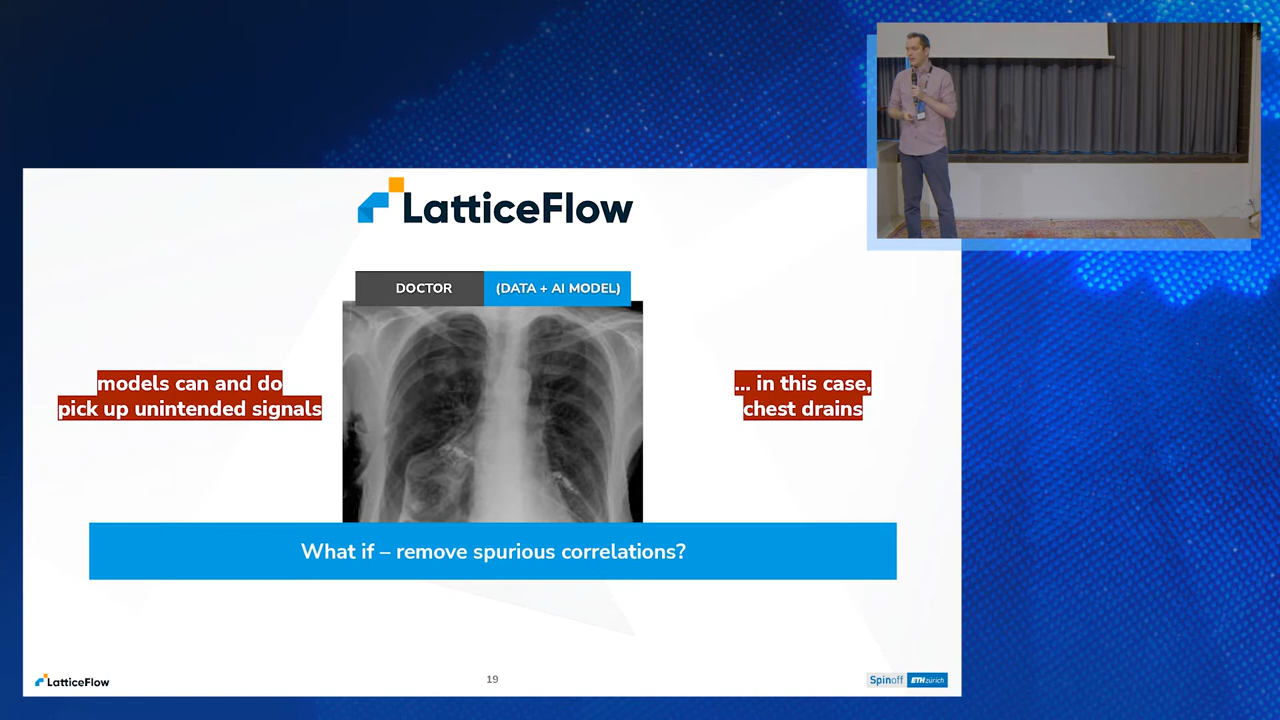 LatticeFlow
DOCTOR
(DATA + AI MODEL)
models can and do
pick up unintended signals
... in this case,
chest drains
What if – remove spurious correlations?
LatticeFlow
19
Spinoff
ETH zürich